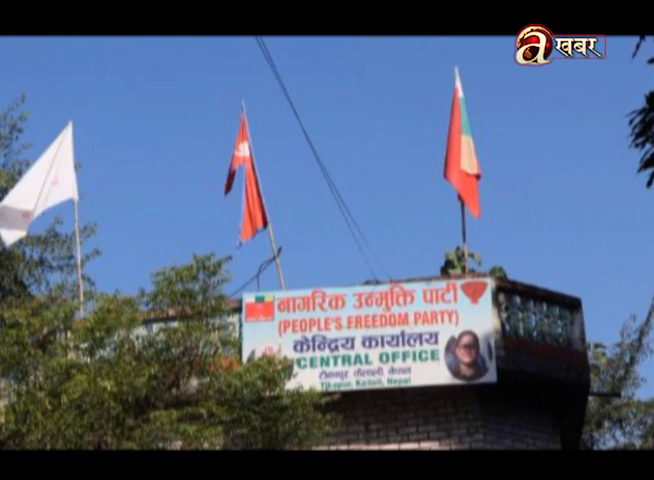 a खबर
नागरिक उन्मुक्ति पार्टी
(PEOPLE'S FREEDOM PARTY)
केन्द्रिय कार्यालय
CENTRAL OFFICE
टीकापुर कैलाली, नेपाल
Tikapur, Kailali, Nepal